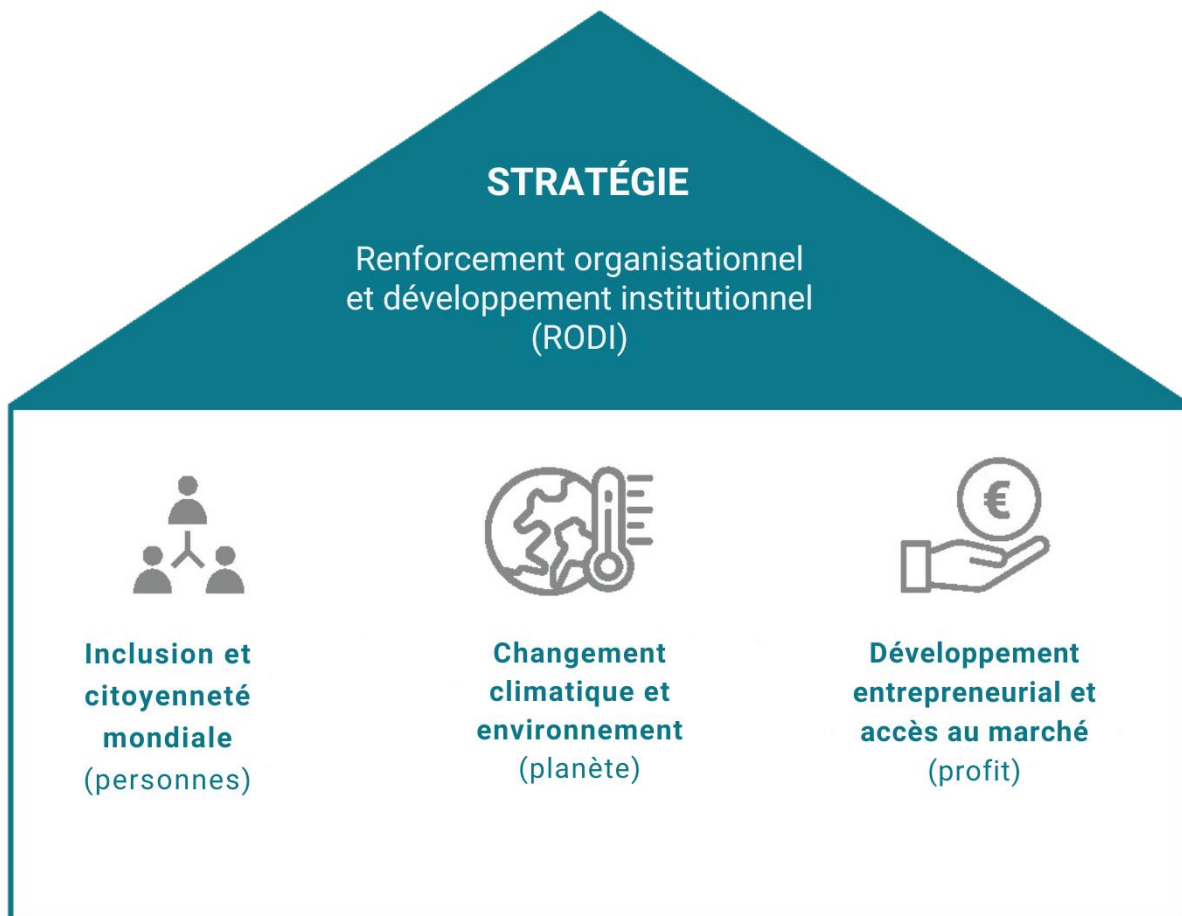 STRATÉGIE
Renforcement organisationnel
et développement institutionnel
(RODI)
€
Inclusion et
citoyenneté
mondiale
(personnes)
Changement
climatique et
environnement
(planète)
Développement
entrepreneurial et
accès au marché
(profit)